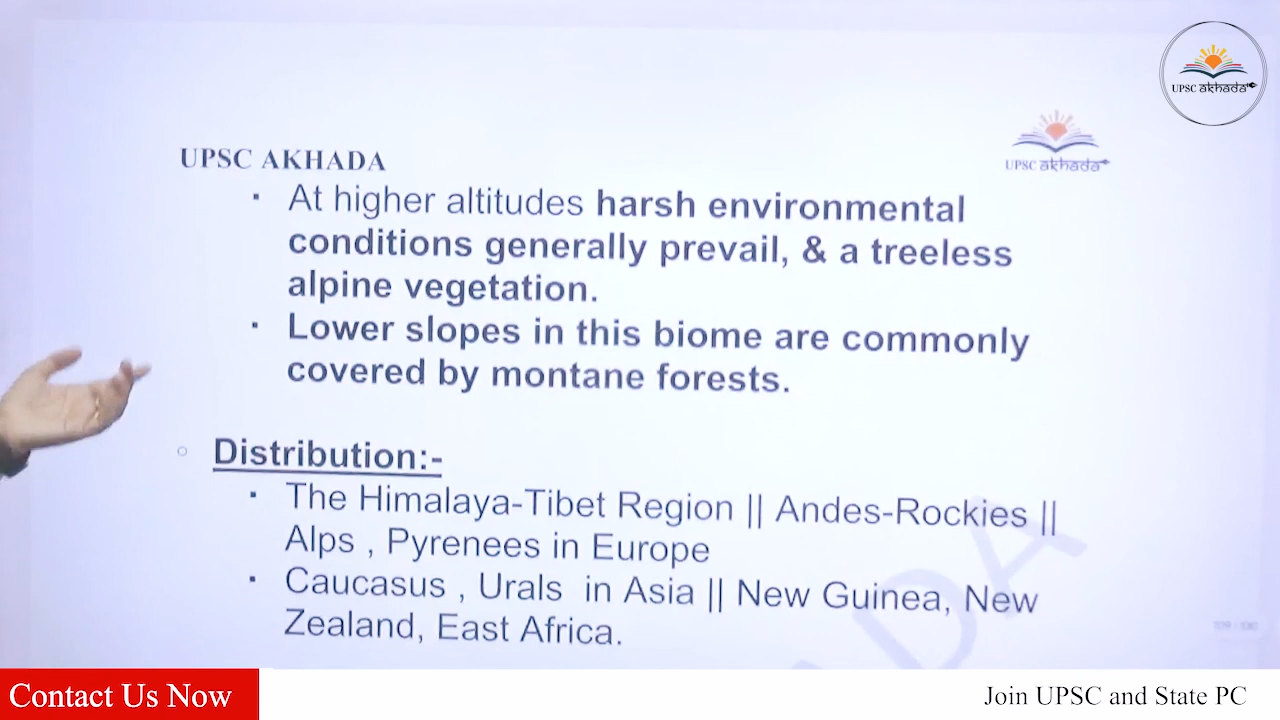 UPSC akhada
UPSC akhada
UPSC AKHADA
▪ At higher altitudes harsh environmental
conditions generally prevail, & a treeless
alpine vegetation.
▪ Lower slopes in this biome are commonly
covered by montane forests.
○ Distribution:-
▪ The Himalaya-Tibet Region || Andes-Rockies ||
Alps , Pyrenees in Europe
▪ Caucasus , Urals in Asia || New Guinea, New
Zealand, East Africa.
ADA
Contact Us Now
Join UPSC and State PC